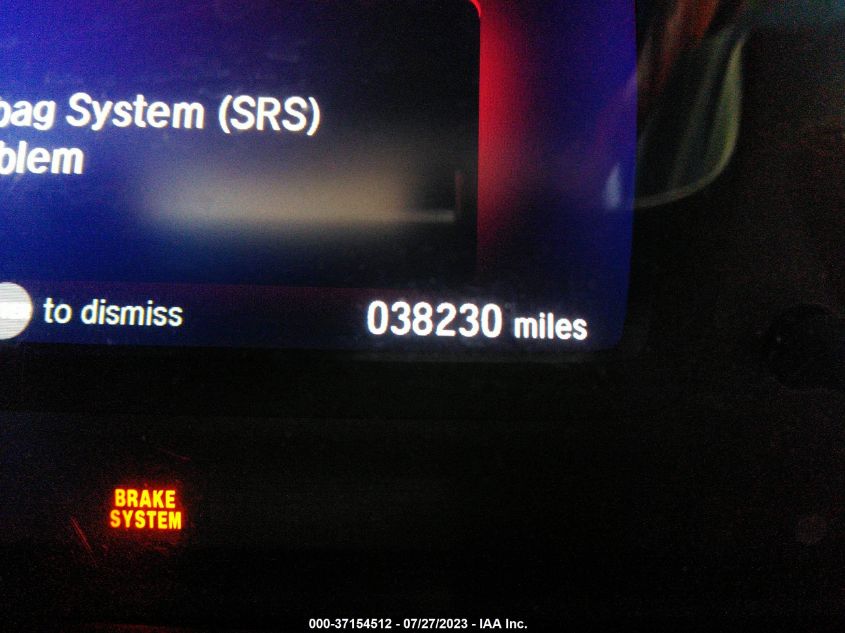 bag System (SRS)
blem
to dismiss
038230 miles
BRAKE
SYSTEM
000-37154512 - 07/27/2023 - IAA Inc.